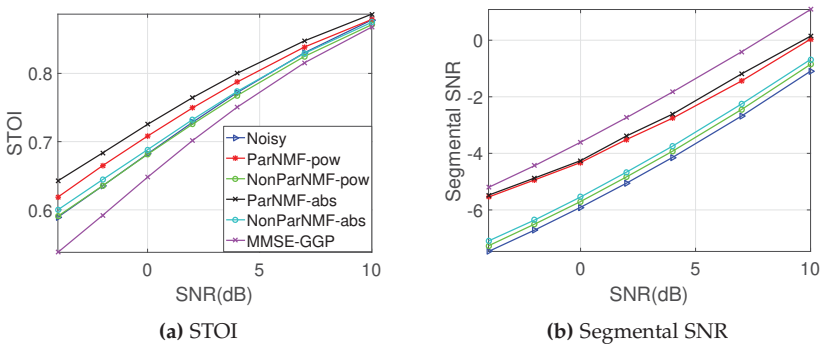 0.8
0.7
0.6
STOI
Noisy
ParNMF-pow
NonParNMF-pow
ParNMF-abs
NonParNMF-abs
MMSE-GGP
0 5 10
SNR(dB)
(a) STOI
0
-2
-4
-6
Segmental SNR
0 5 10
SNR(dB)
(b) Segmental SNR